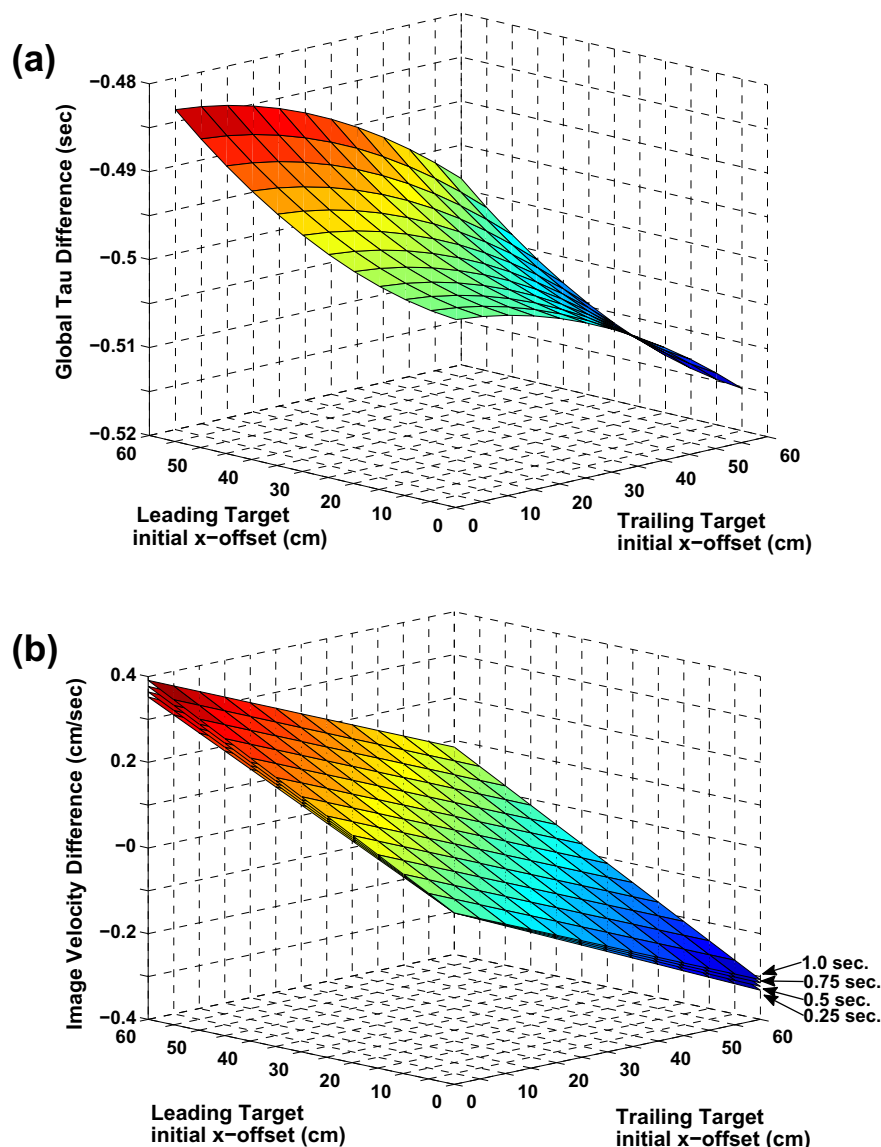 (a)
−0.48
−0.49
−0.5
−0.51
−0.52
Global Tau Difference (sec)
60
50
40
30
20
10
0
Leading Target
initial x−offset (cm)
0
10
20
30
40
50
60
Trailing Target
initial x−offset (cm)
(b)
0.4
0.2
−0
−0.2
−0.4
Image Velocity Difference (cm/sec)
1.0 sec.
0.75 sec.
0.5 sec.
0.25 sec.
60
50
40
30
20
10
0
Leading Target
initial x−offset (cm)
0
10
20
30
40
50
60
Trailing Target
initial x−offset (cm)